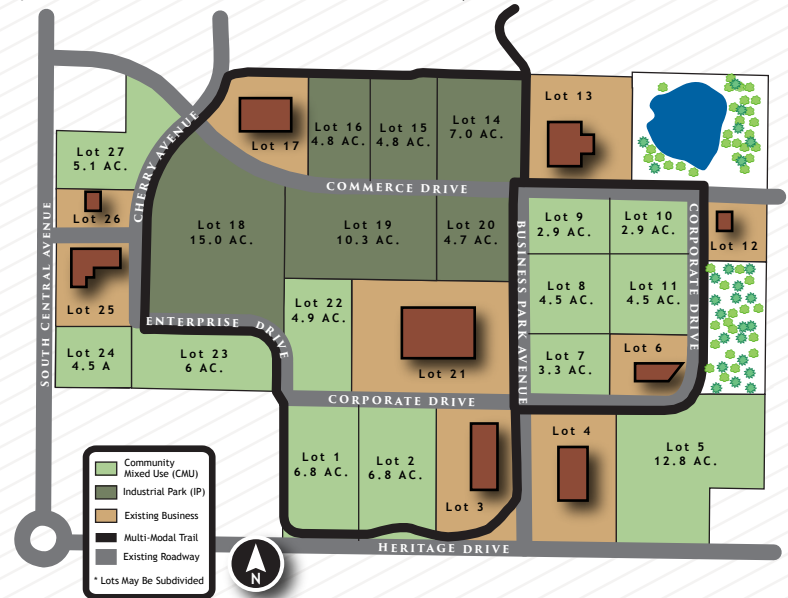 Lot 13
Lot 16
4.8 AC.
Lot 15
4.8 AC.
Lot 14
7.0 AC.
Lot 17
Lot 27
5.1 AC.
CHERRY AVENUE
COMMERCE DRIVE
Lot 26
Lot 18
15.0 AC.
Lot 19
10.3 AC.
Lot 20
4.7 AC.
Lot 9
2.9 AC.
Lot 10
2.9 AC.
Lot 12
SOUTH CENTRAL AVENUE
BUSINESS PARK AVENUE
CORPORATE DRIVE
Lot 8
4.5 AC.
Lot 11
4.5 AC.
Lot 25
Lot 22
4.9 AC.
ENTERPRISE DRIVE
Lot 24
4.5 A
Lot 23
6 AC.
Lot 21
Lot 7
3.3 AC.
Lot 6
CORPORATE DRIVE
Lot 1
6.8 AC.
Lot 2
6.8 AC.
Lot 3
Lot 4
Lot 5
12.8 AC.
Community
Mixed Use (CMU)
Industrial Park (IP)
Existing Business
Multi-Modal Trail
Existing Roadway
* Lots May Be Subdivided
N
HERITAGE DRIVE